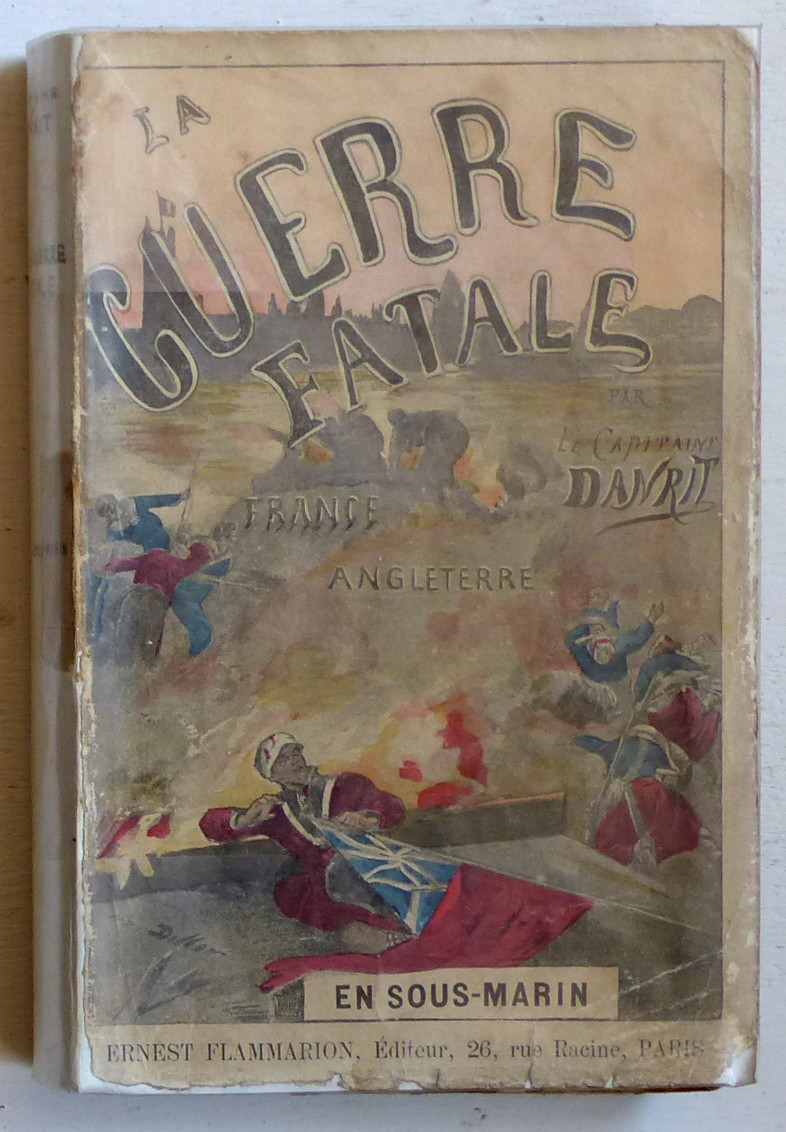 LA
GUERRE
FATALE
PAR
LE CAPITAINE
DANRIT
FRANCE
ANGLETERRE
EN SOUS-MARIN
ERNEST FLAMMARION, Éditeur, 26, rue Racine, PARIS